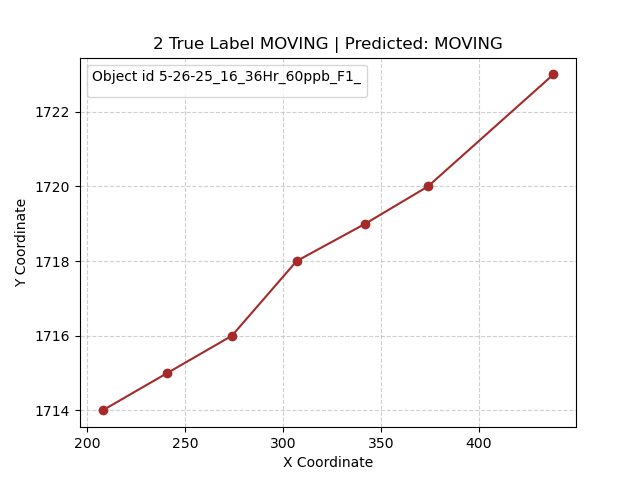 2 True Label MOVING | Predicted: MOVING
Object id 5-26-25_16_36Hr_60ppb_F1_
Y Coordinate
1722
1720
1718
1716
1714
200 250 300 350 400
X Coordinate